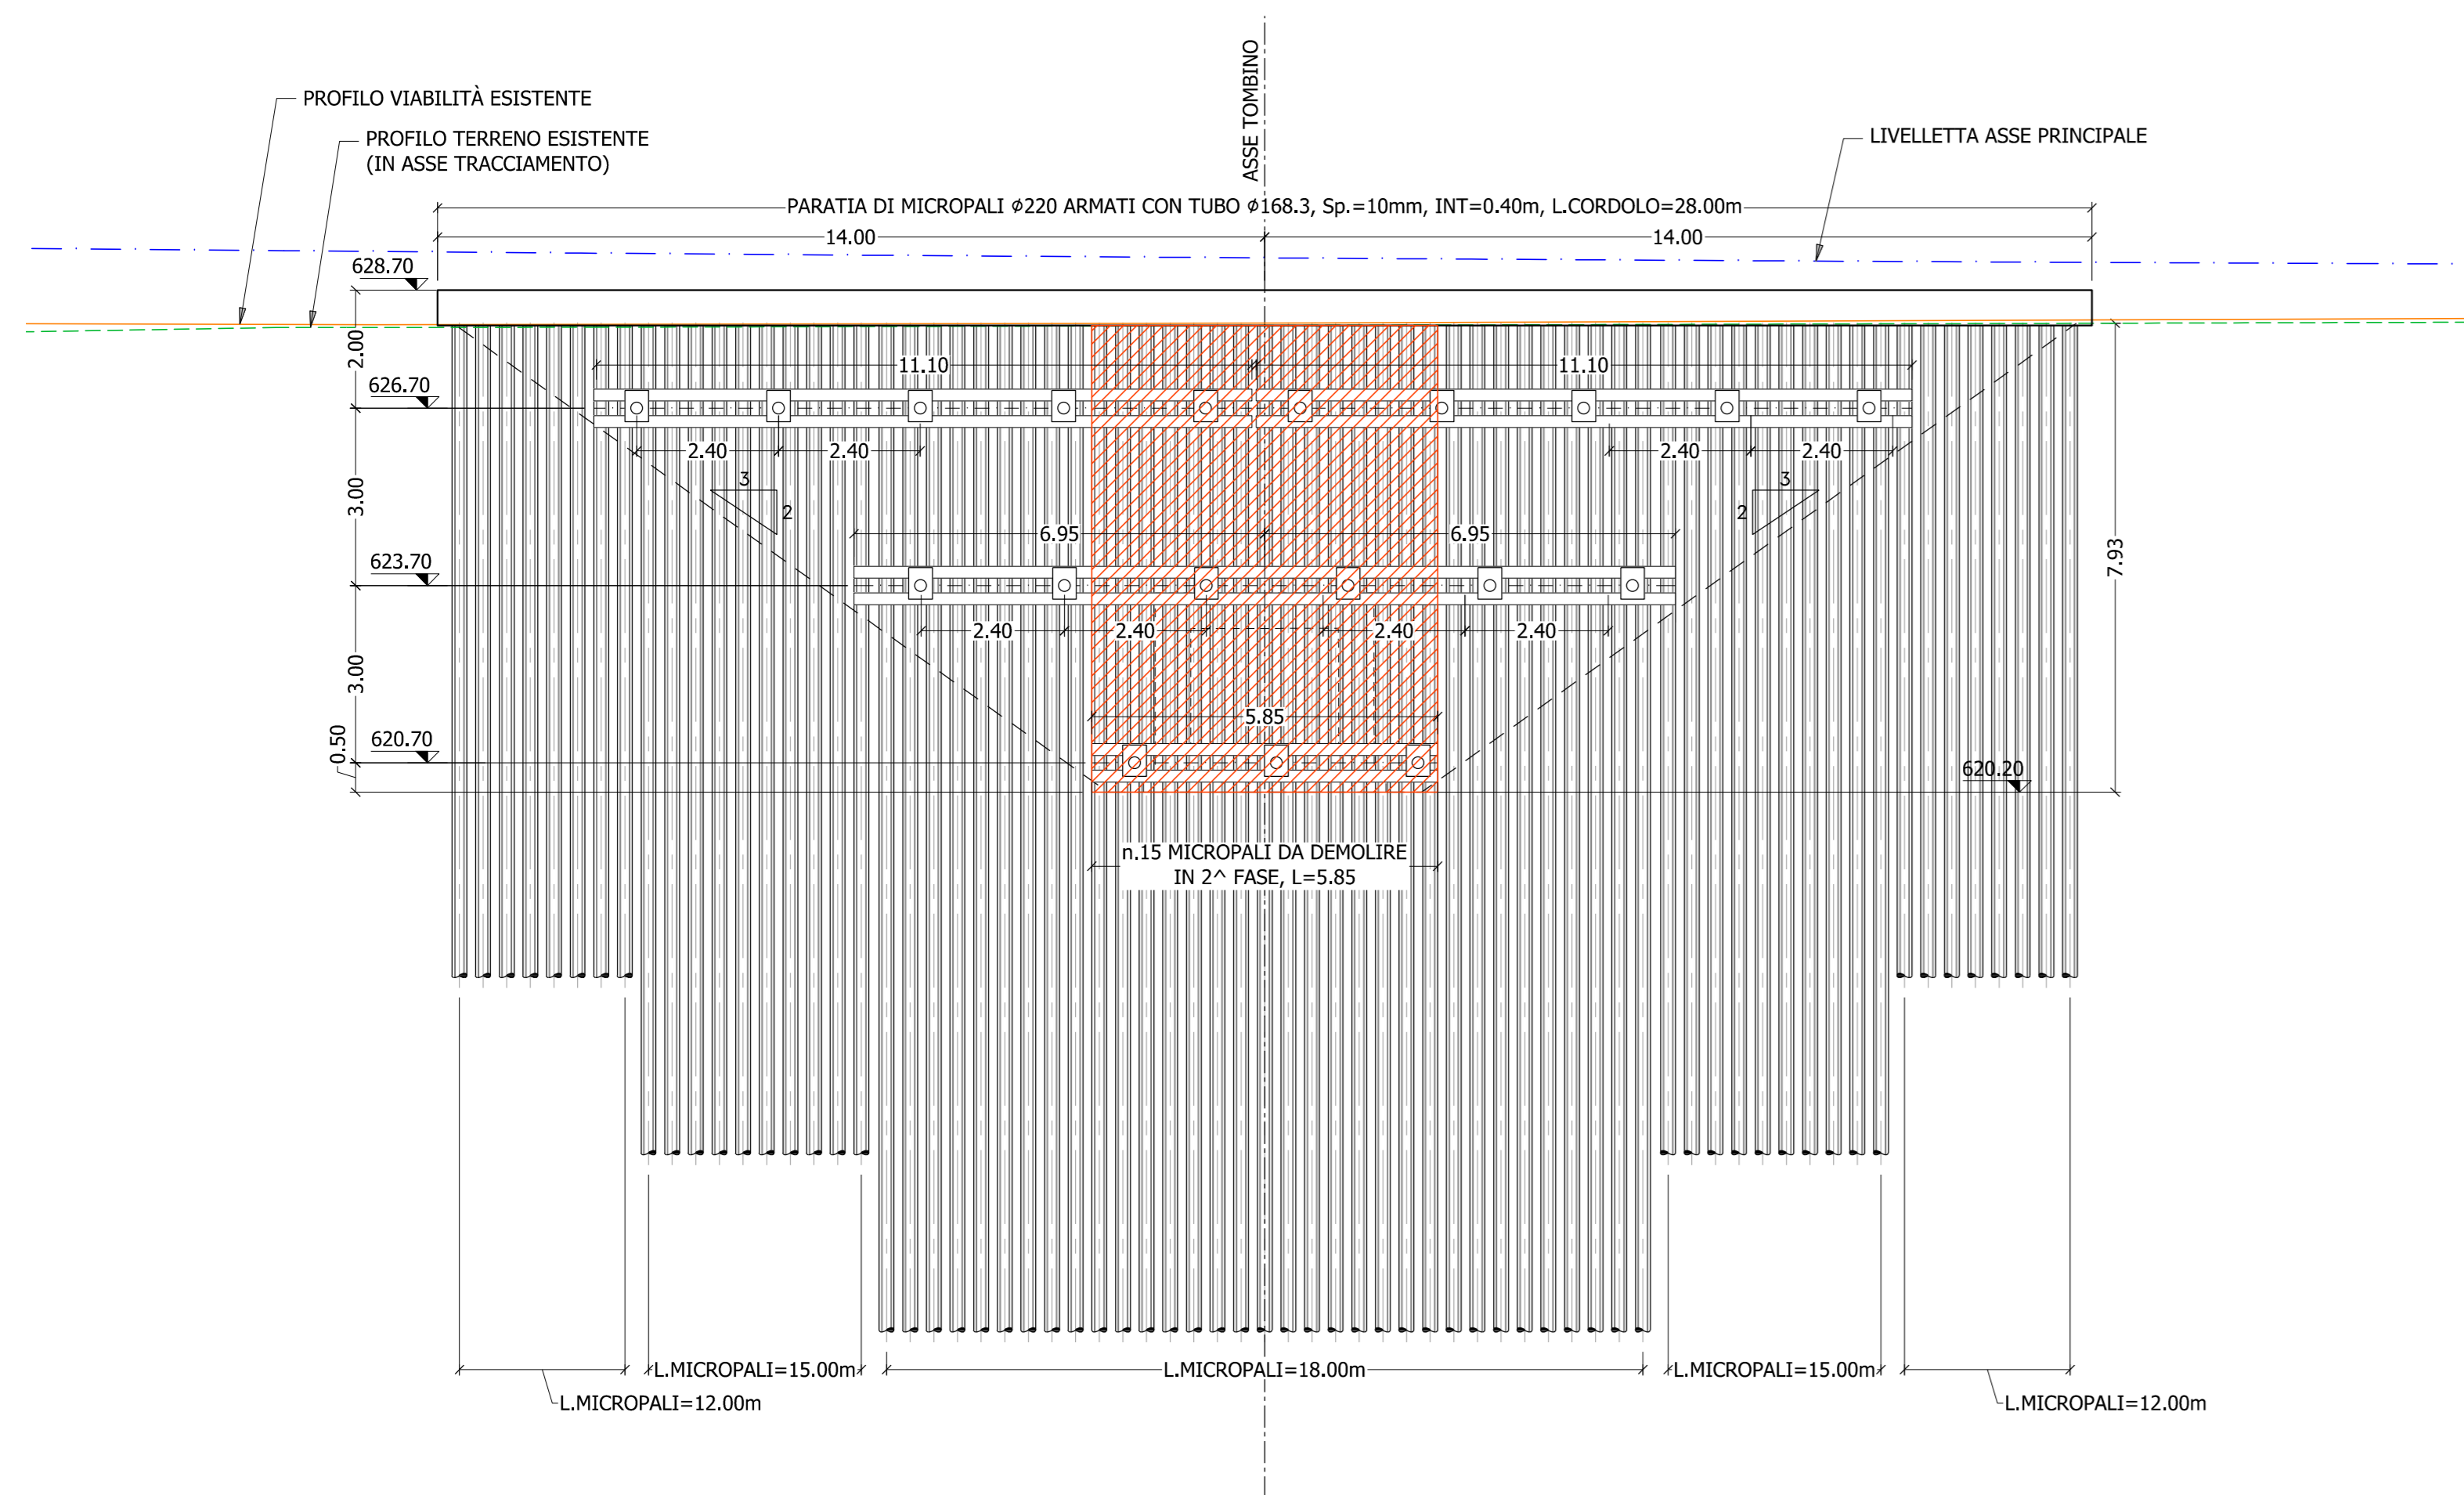 ASSE TOMBINO
PROFILO VIABILITÀ ESISTENTE
PROFILO TERRENO ESISTENTE
(IN ASSE TRACCIAMENTO)
LIVELLETTA ASSE PRINCIPALE
PARATIA DI MICROPALI Ø220 ARMATI CON TUBO Ø168.3, Sp.=10mm, INT=0.40m, L.CORDOLO=28.00m
14.00 14.00
628.70
2.00
11.10 11.10
626.70
2.40 2.40 2.40 2.40
3 3
2 2
3.00
6.95 6.95
7.93
623.70
2.40 2.40 2.40 2.40
3.00
5.85
0.50
620.70
620.20
n.15 MICROPALI DA DEMOLIRE
IN 2^ FASE, L=5.85
L.MICROPALI=15.00m L.MICROPALI=18.00m L.MICROPALI=15.00m
L.MICROPALI=12.00m L.MICROPALI=12.00m